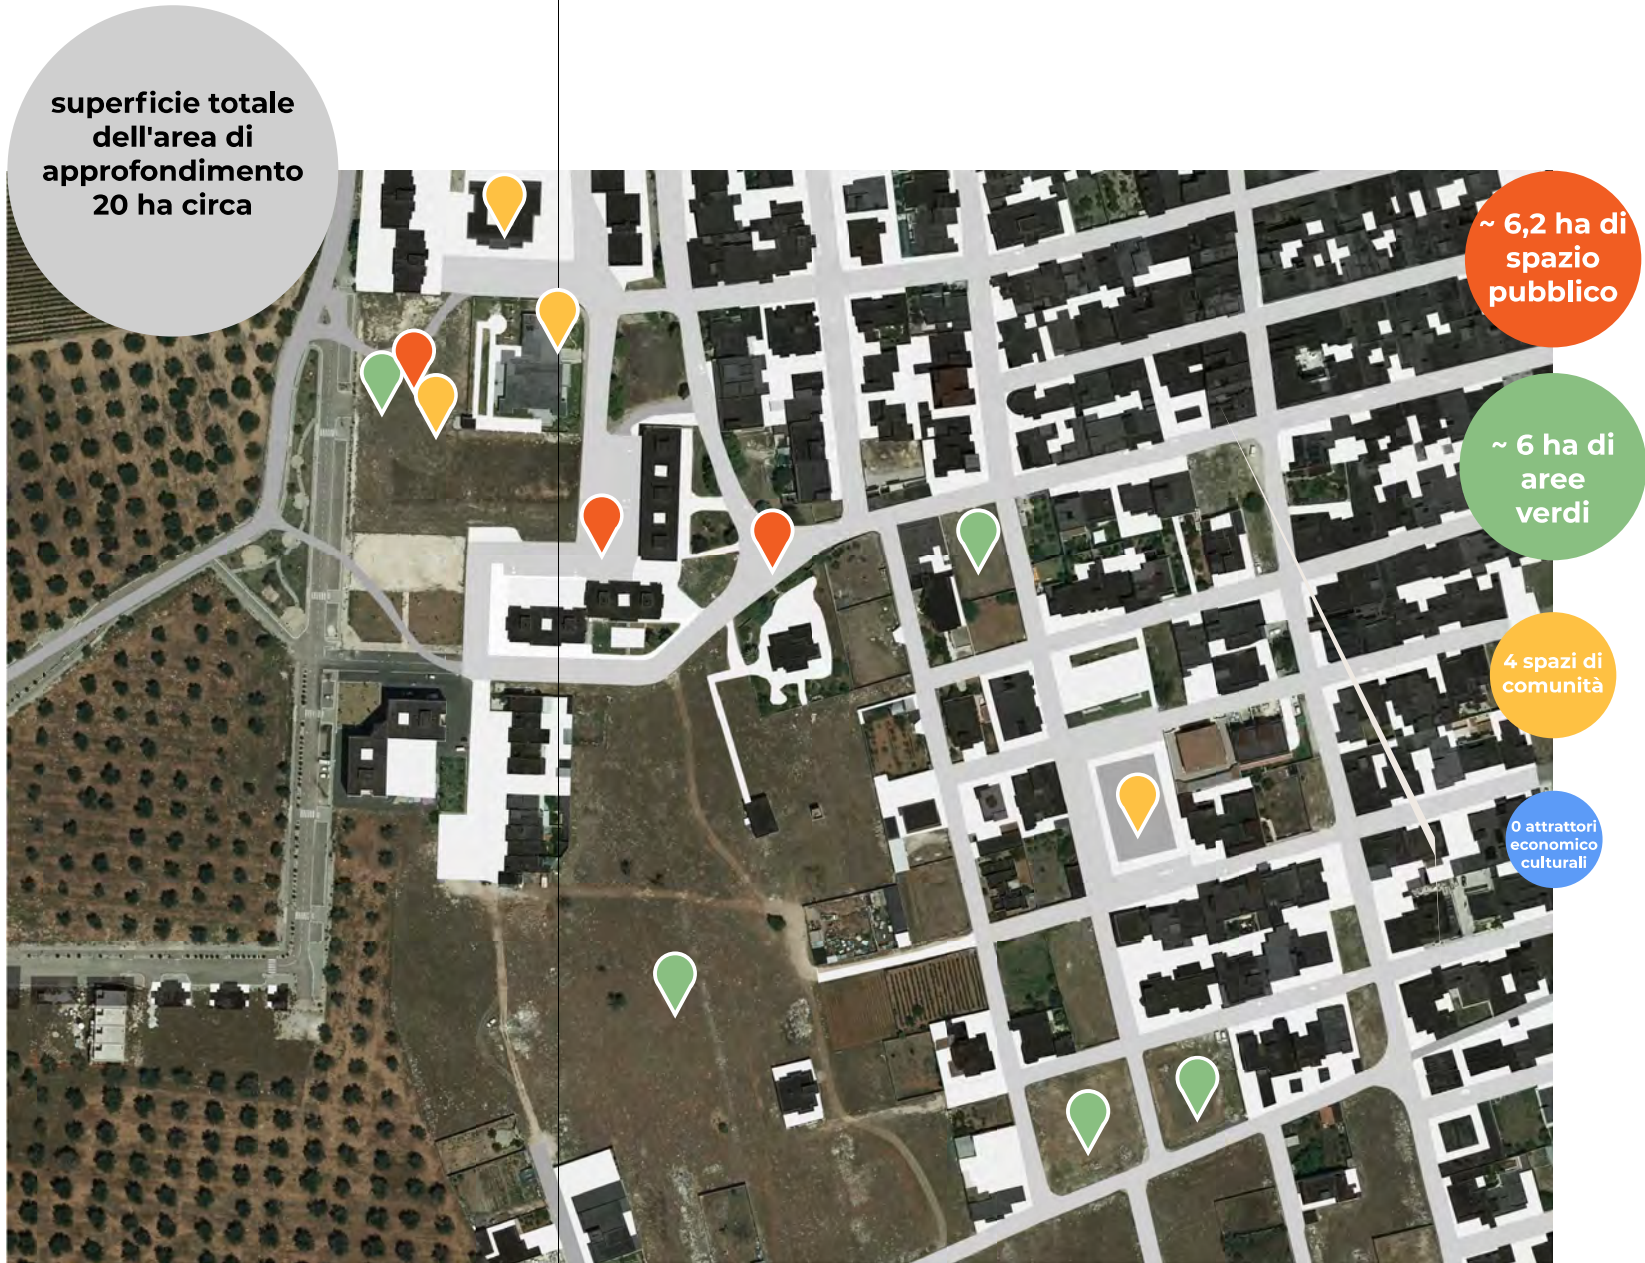 superficie totale
dell'area di
approfondimento
20 ha circa
~ 6,2 ha di
spazio
pubblico
~ 6 ha di
aree
verdi
4 spazi di
comunità
0 attrattori
economico
culturali